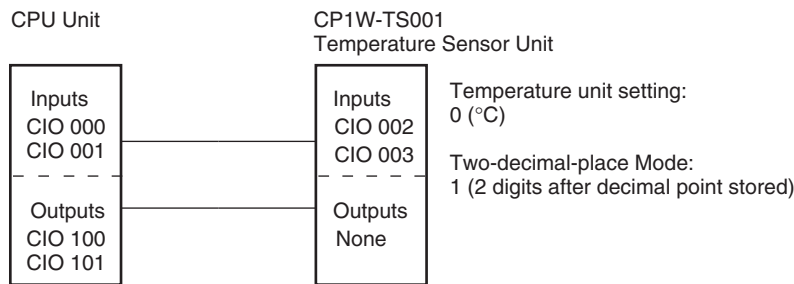 CPU Unit
CP1W-TS001
Temperature Sensor Unit
Inputs
CIO 000
CIO 001
Outputs
CIO 100
CIO 101
Inputs
CIO 002
CIO 003
Outputs
None
Temperature unit setting:
0 (°C)
Two-decimal-place Mode:
1 (2 digits after decimal point stored)